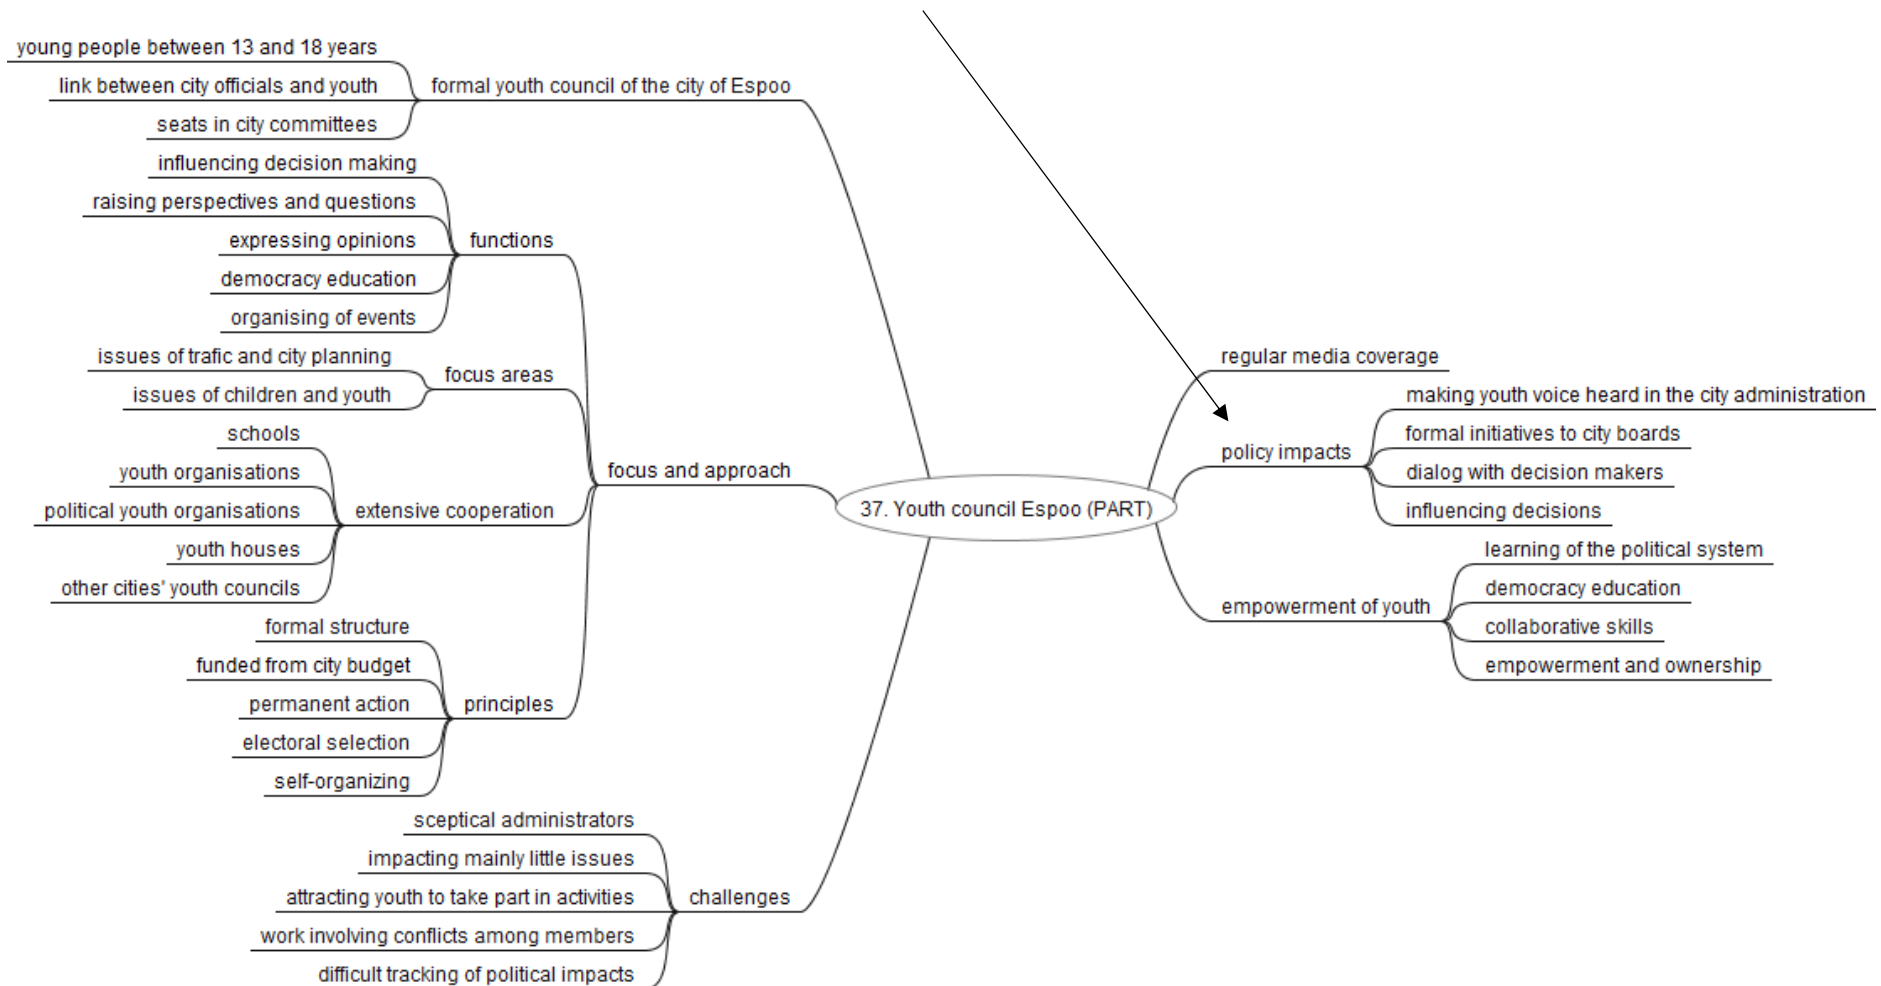 young people between 13 and 18 years
link between city officials and youth
seats in city committees
formal youth council of the city of Espoo
influencing decision making
raising perspectives and questions
expressing opinions
democracy education
organising of events
functions
issues of trafic and city planning
issues of children and youth
focus areas
schools
youth organisations
political youth organisations
youth houses
other cities' youth councils
extensive cooperation
formal structure
funded from city budget
permanent action
electoral selection
self-organizing
principles
focus and approach
sceptical administrators
impacting mainly little issues
attracting youth to take part in activities
work involving conflicts among members
difficult tracking of political impacts
challenges
37. Youth council Espoo (PART)
regular media coverage
policy impacts
making youth voice heard in the city administration
formal initiatives to city boards
dialog with decision makers
influencing decisions
empowerment of youth
learning of the political system
democracy education
collaborative skills
empowerment and ownership